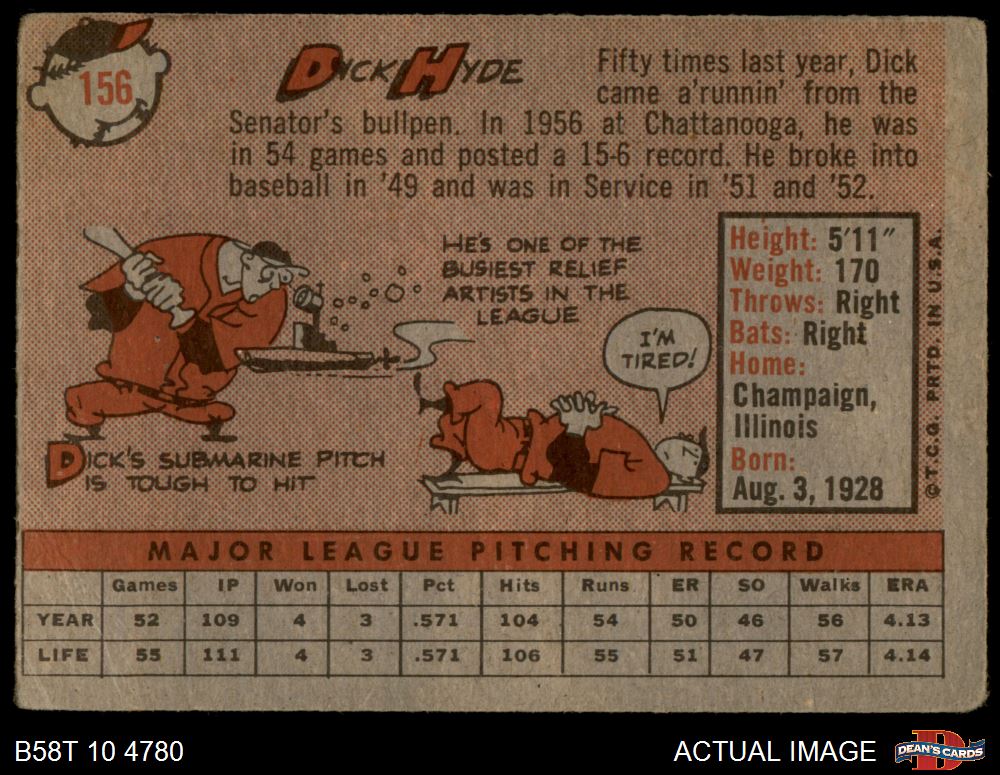 156
DICK HYDE
Fifty times last year, Dick
came a'runnin' from the
Senator's bullpen. In 1956 at Chattanooga, he was
in 54 games and posted a 15-6 record. He broke into
baseball in '49 and was in Service in '51 and '52.
HE'S ONE OF THE
BUSIEST RELIEF
ARTISTS IN THE
LEAGUE
I'M
TIRED!
DICK'S SUBMARINE PITCH
IS TOUGH TO HIT
Height: 5'11"
Weight: 170
Throws: Right
Bats: Right
Home:
Champaign,
Illinois
Born:
Aug. 3, 1928
©T.C.G. PRTD. IN U.S.A.
MAJOR LEAGUE PITCHING RECORD
Games IP Won Lost Pct Hits Runs ER SO Walks ERA
YEAR 52 109 4 3 .571 104 54 50 46 56 4.13
LIFE 55 111 4 3 .571 106 55 51 47 57 4.14
B58T 10 4780 ACTUAL IMAGE D DEAN'S CARDS